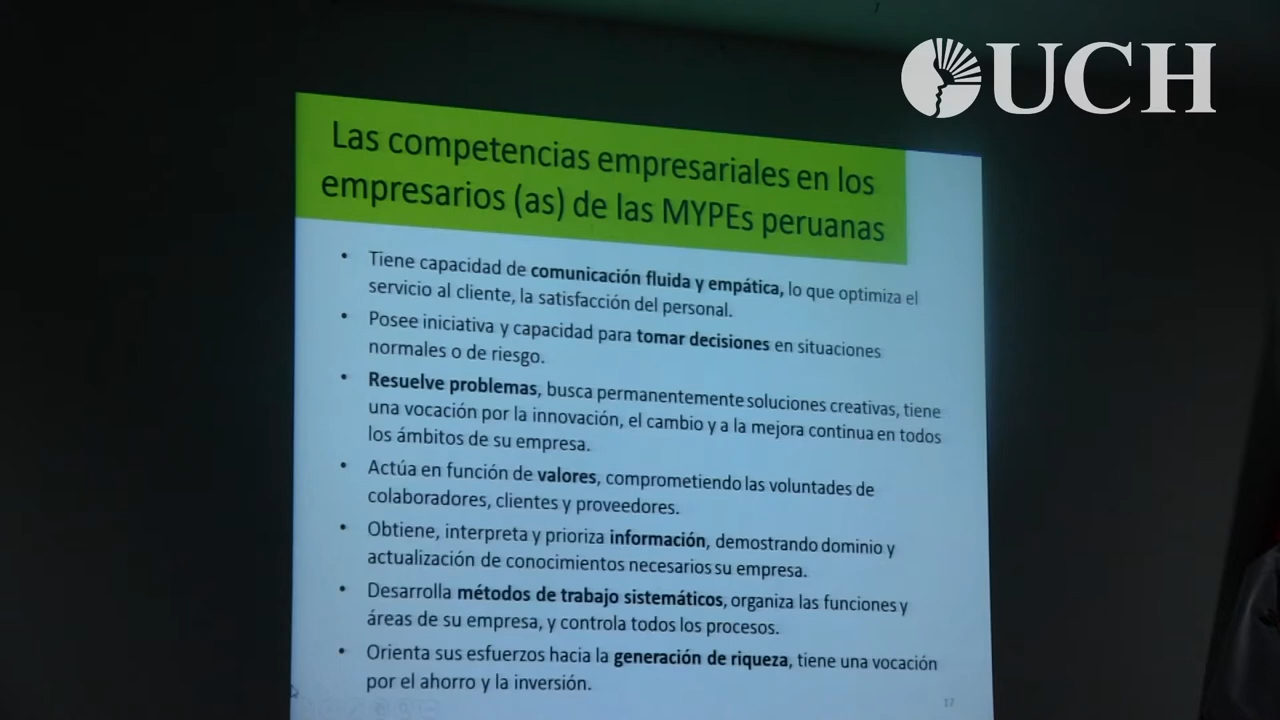 UCH
Las competencias empresariales en los
empresarios (as) de las MYPEs peruanas
• Tiene capacidad de comunicación fluida y empática, lo que optimiza el
servicio al cliente, la satisfacción del personal.
• Posee iniciativa y capacidad para tomar decisiones en situaciones
normales o de riesgo.
• Resuelve problemas, busca permanentemente soluciones creativas, tiene
una vocación por la innovación, el cambio y a la mejora continua en todos
los ámbitos de su empresa.
• Actúa en función de valores, comprometiendo las voluntades de
colaboradores, clientes y proveedores.
• Obtiene, interpreta y prioriza información, demostrando dominio y
actualización de conocimientos necesarios su empresa.
• Desarrolla métodos de trabajo sistemáticos, organiza las funciones y
áreas de su empresa, y controla todos los procesos.
• Orienta sus esfuerzos hacia la generación de riqueza, tiene una vocación
por el ahorro y la inversión.
17